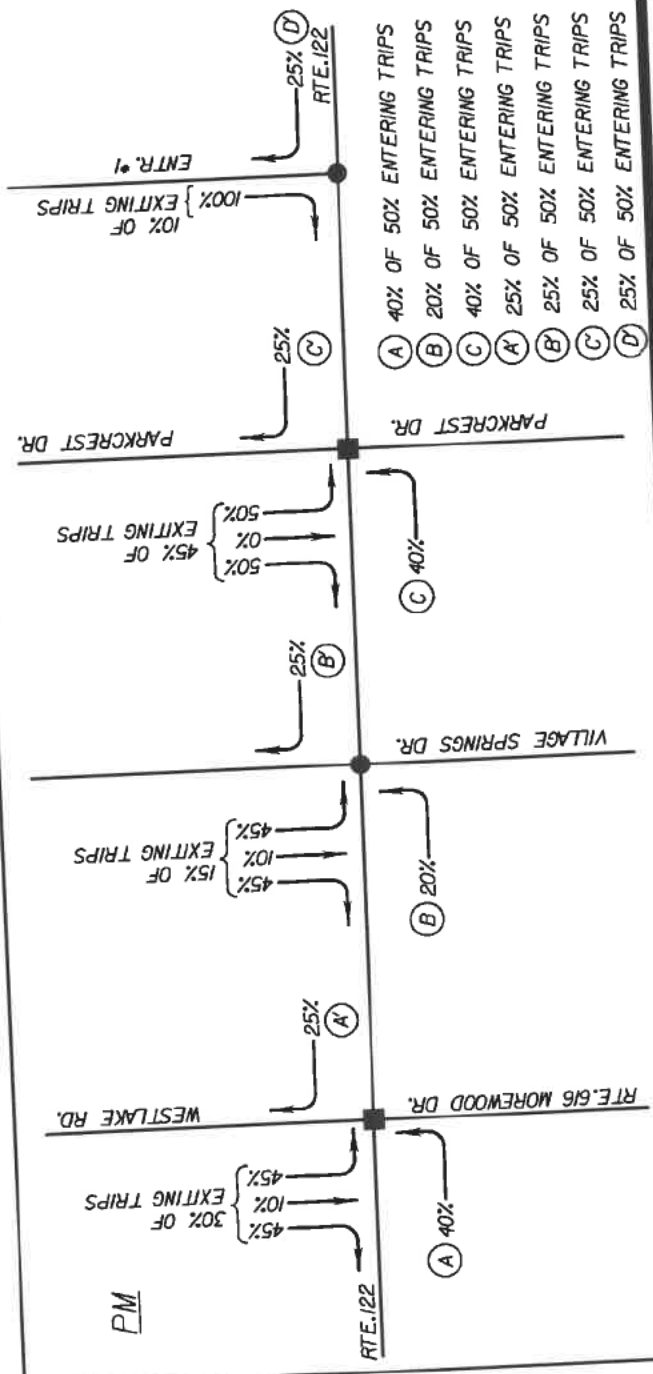 PM
RTE.122
45%
10%
45%
30% OF
EXITING TRIPS
WESTLAKE RD.
25%
A'
RTE.616 MOREWOOD DR.
A 40%
45%
10%
45%
15% OF
EXITING TRIPS
25%
B'
VILLAGE SPRINGS DR.
B 20%
50%
0%
50%
45% OF
EXITING TRIPS
PARKCREST DR.
25%
C'
PARKCREST DR.
C 40%
100%
10% OF
EXITING TRIPS
ENTR. #1
25% D'
RTE.122
A 40% OF 50% ENTERING TRIPS
B 20% OF 50% ENTERING TRIPS
C 40% OF 50% ENTERING TRIPS
A' 25% OF 50% ENTERING TRIPS
B' 25% OF 50% ENTERING TRIPS
C' 25% OF 50% ENTERING TRIPS
D' 25% OF 50% ENTERING TRIPS